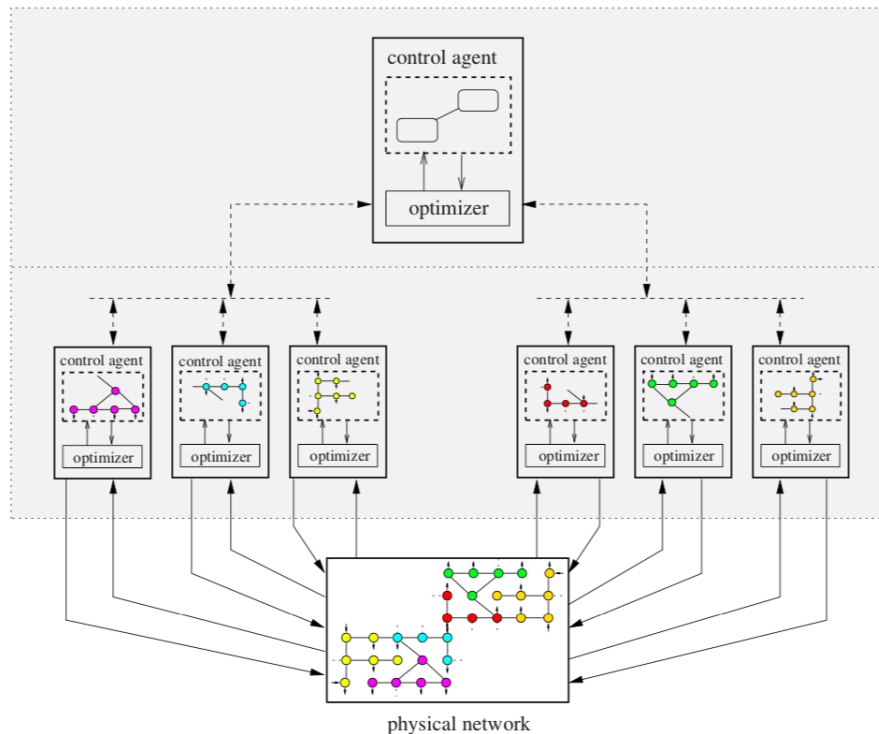 control agent
optimizer
control agent
control agent
control agent
control agent
control agent
control agent
optimizer
optimizer
optimizer
optimizer
optimizer
optimizer
physical network